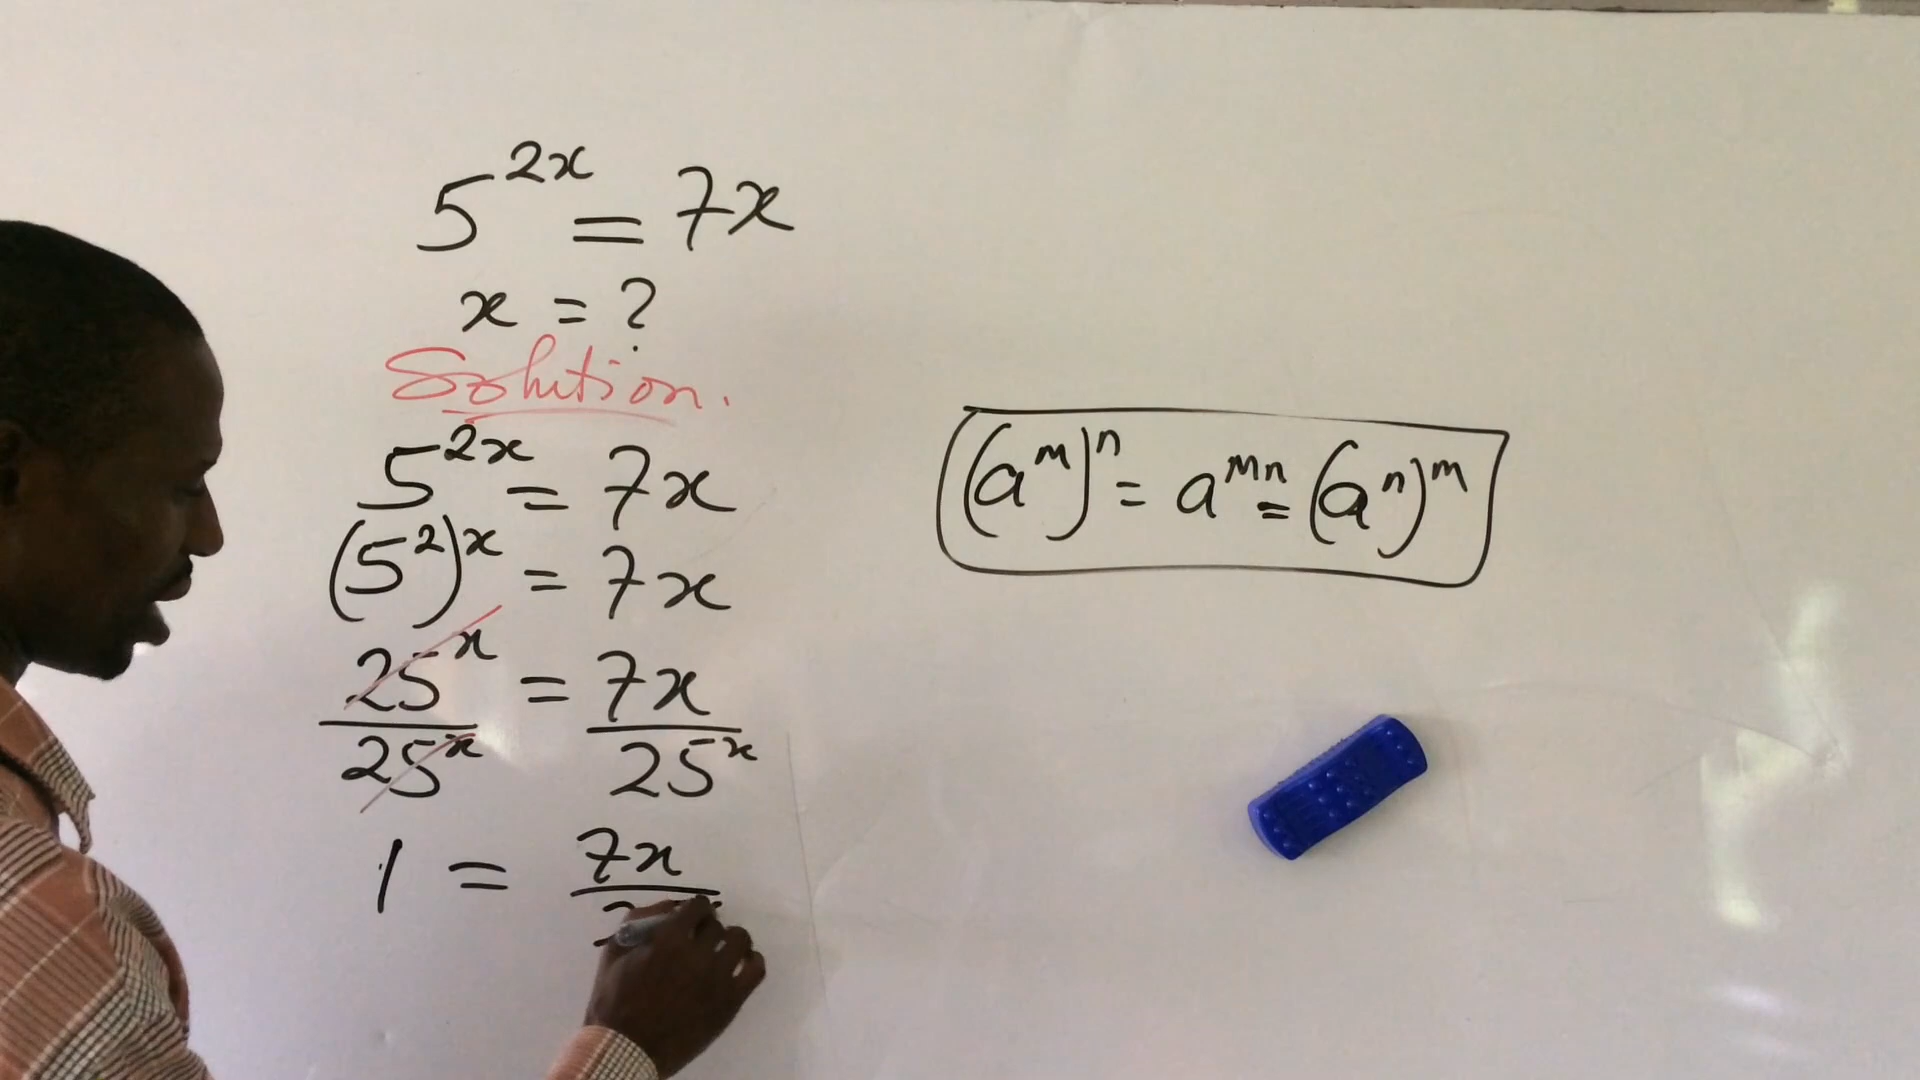 5^{2x} = 7x
x = ?
Solution.
5^{2x} = 7x
(5^2)^x = 7x
25^x / 25^x = 7x / 25^x
1 = 7x
(a^m)^n = a^{mn} = (a^n)^m